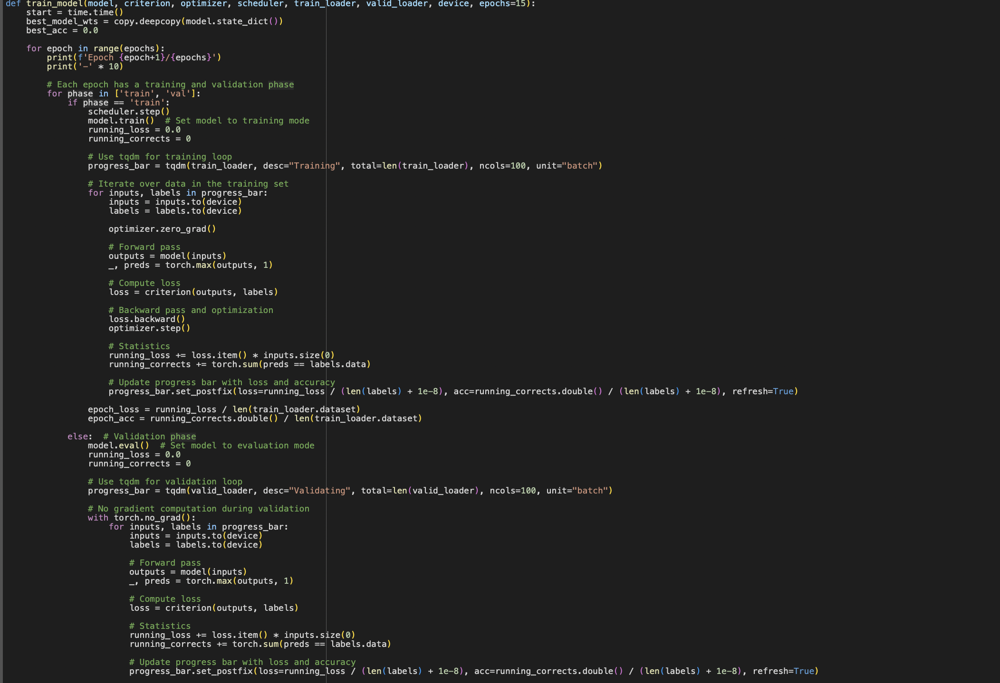 def train_model(model, criterion, optimizer, scheduler, train_loader, valid_loader, device, epochs=15):
    start = time.time()
    best_model_wts = copy.deepcopy(model.state_dict())
    best_acc = 0.0

    for epoch in range(epochs):
        print(f'Epoch {epoch+1}/{epochs}')
        print('-' * 10)

        # Each epoch has a training and validation phase
        for phase in ['train', 'val']:
            if phase == 'train':
                scheduler.step()
                model.train()  # Set model to training mode
                running_loss = 0.0
                running_corrects = 0

                # Use tqdm for training loop
                progress_bar = tqdm(train_loader, desc="Training", total=len(train_loader), ncols=100, unit="batch")

                # Iterate over data in the training set
                for inputs, labels in progress_bar:
                    inputs = inputs.to(device)
                    labels = labels.to(device)

                    optimizer.zero_grad()

                    # Forward pass
                    outputs = model(inputs)
                    _, preds = torch.max(outputs, 1)

                    # Compute loss
                    loss = criterion(outputs, labels)

                    # Backward pass and optimization
                    loss.backward()
                    optimizer.step()

                    # Statistics
                    running_loss += loss.item() * inputs.size(0)
                    running_corrects += torch.sum(preds == labels.data)

                    # Update progress bar with loss and accuracy
                    progress_bar.set_postfix(loss=running_loss / (len(labels) + 1e-8), acc=running_corrects.double() / (len(labels) + 1e-8), refresh=True)

                epoch_loss = running_loss / len(train_loader.dataset)
                epoch_acc = running_corrects.double() / len(train_loader.dataset)

            else:  # Validation phase
                model.eval()  # Set model to evaluation mode
                running_loss = 0.0
                running_corrects = 0

                # Use tqdm for validation loop
                progress_bar = tqdm(valid_loader, desc="Validating", total=len(valid_loader), ncols=100, unit="batch")

                # No gradient computation during validation
                with torch.no_grad():
                    for inputs, labels in progress_bar:
                        inputs = inputs.to(device)
                        labels = labels.to(device)

                        # Forward pass
                        outputs = model(inputs)
                        _, preds = torch.max(outputs, 1)

                        # Compute loss
                        loss = criterion(outputs, labels)

                        # Statistics
                        running_loss += loss.item() * inputs.size(0)
                        running_corrects += torch.sum(preds == labels.data)

                        # Update progress bar with loss and accuracy
                        progress_bar.set_postfix(loss=running_loss / (len(labels) + 1e-8), acc=running_corrects.double() / (len(labels) + 1e-8), refresh=True)